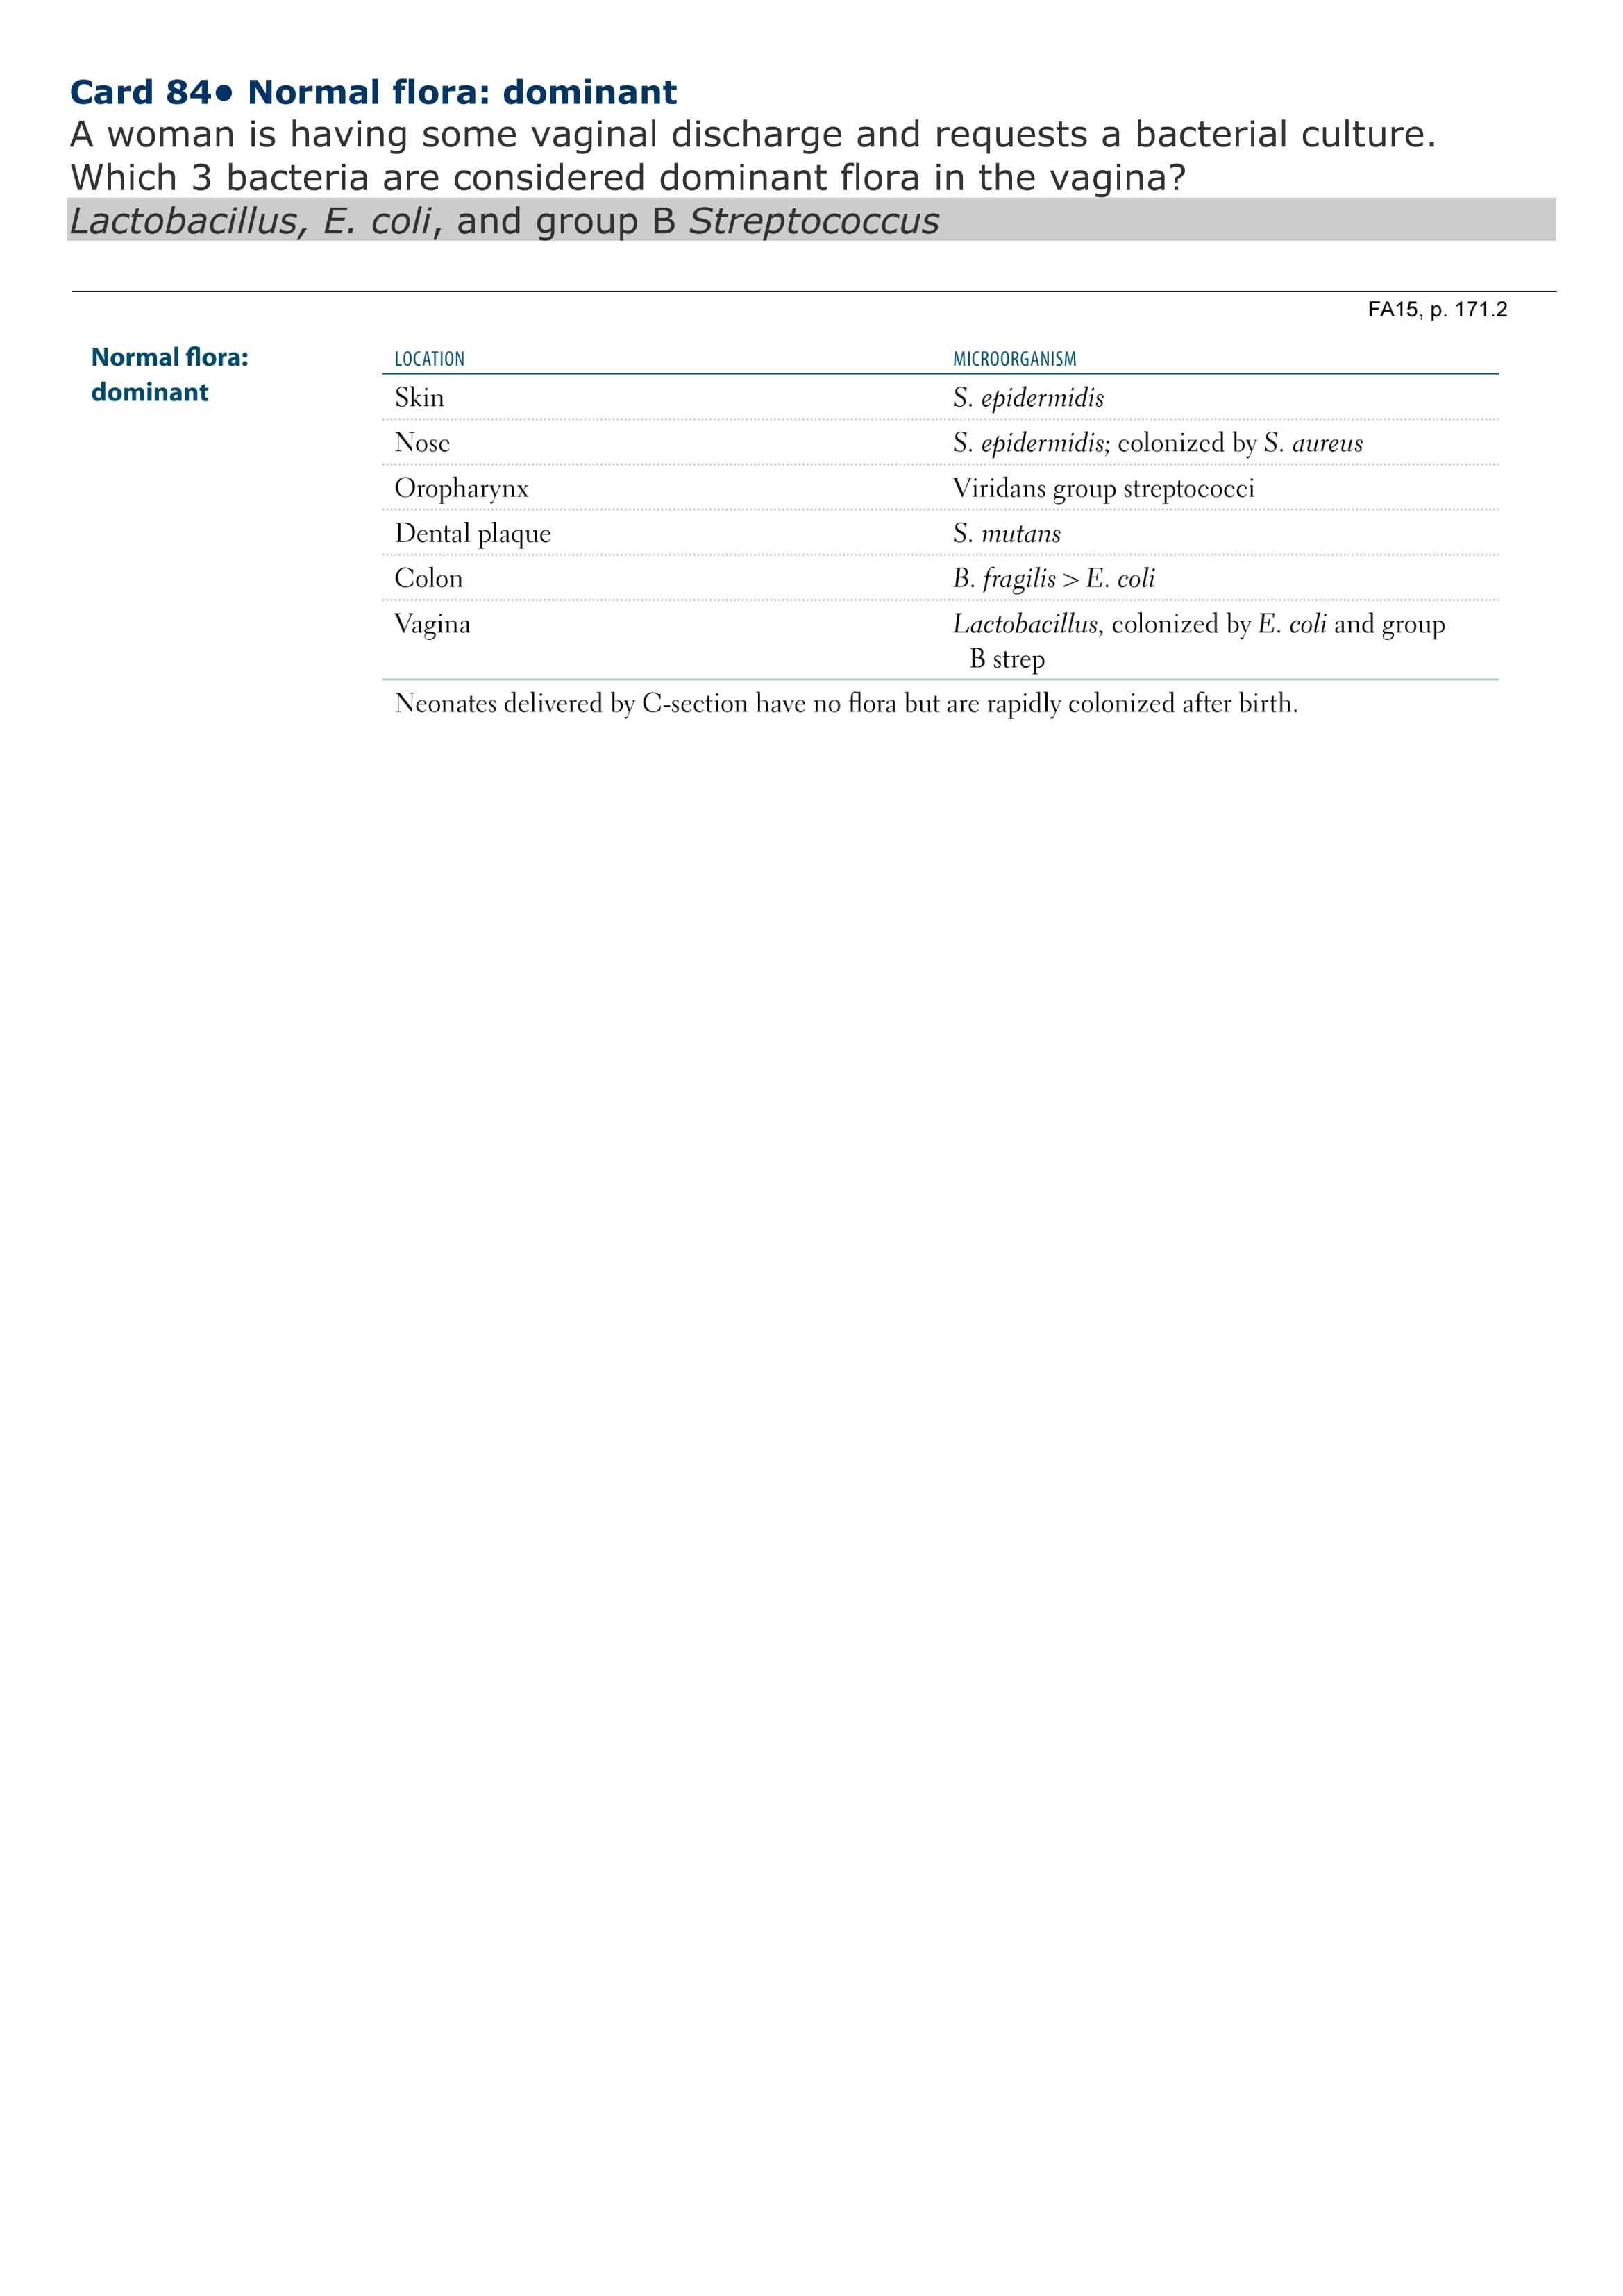 Card 84• Normal flora: dominant
A woman is having some vaginal discharge and requests a bacterial culture.
Which 3 bacteria are considered dominant flora in the vagina?
Lactobacillus, E. coli, and group B Streptococcus
FA15, p. 171.2
Normal flora:
dominant
LOCATION MICROORGANISM
Skin S. epidermidis
Nose S. epidermidis; colonized by S. aureus
Oropharynx Viridans group streptococci
Dental plaque S. mutans
Colon B. fragilis > E. coli
Vagina Lactobacillus, colonized by E. coli and group
B strep
Neonates delivered by C-section have no flora but are rapidly colonized after birth.